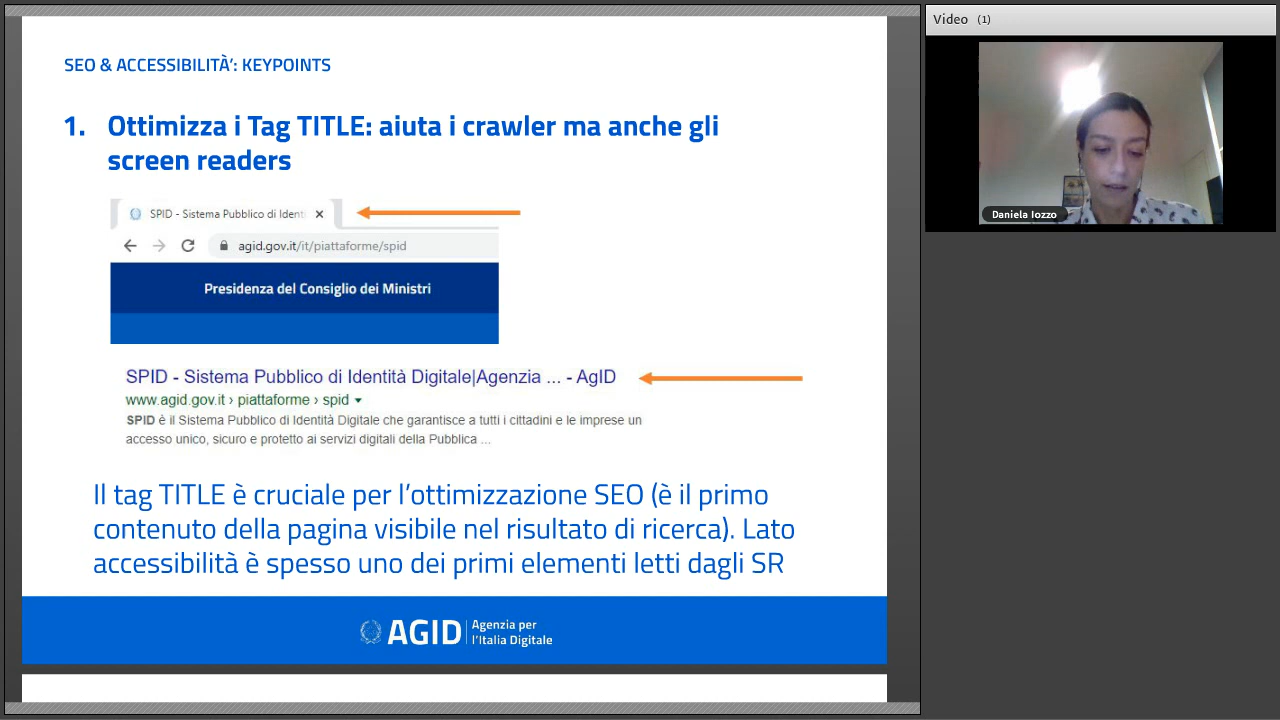 SEO & ACCESSIBILITÀ': KEYPOINTS
1. Ottimizza i Tag TITLE: aiuta i crawler ma anche gli
screen readers
SPID - Sistema Pubblico di Ident
agid.gov.it/it/piattaforme/spid
Presidenza del Consiglio dei Ministri
SPID - Sistema Pubblico di Identità Digitale|Agenzia ... - AgID
www.agid.gov.it › piattaforme › spid
SPID è il Sistema Pubblico di Identità Digitale che garantisce a tutti i cittadini e le imprese un
accesso unico, sicuro e protetto ai servizi digitali della Pubblica ...
Il tag TITLE è cruciale per l'ottimizzazione SEO (è il primo
contenuto della pagina visibile nel risultato di ricerca). Lato
accessibilità è spesso uno dei primi elementi letti dagli SR
AGID
Agenzia per
l'Italia Digitale
Video (1)
Daniela Iozzo